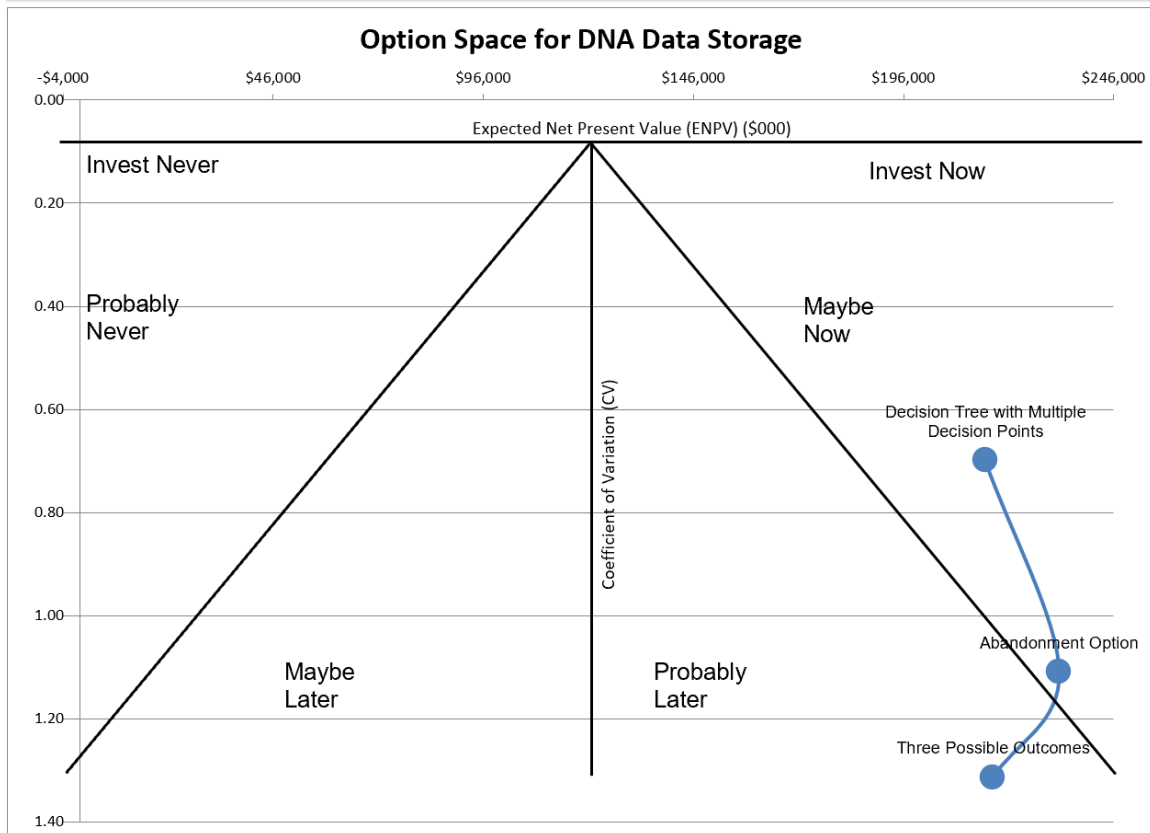 Option Space for DNA Data Storage
-$4,000 $46,000 $96,000 $146,000 $196,000 $246,000
0.00
Expected Net Present Value (ENPV) ($000)
Invest Never
Invest Now
0.20
0.40
Probably
Never
Maybe
Now
0.60
Decision Tree with Multiple
Decision Points
Coefficient of Variation (CV)
0.80
1.00
Abandonment Option
Maybe
Later
Probably
Later
1.20
Three Possible Outcomes
1.40